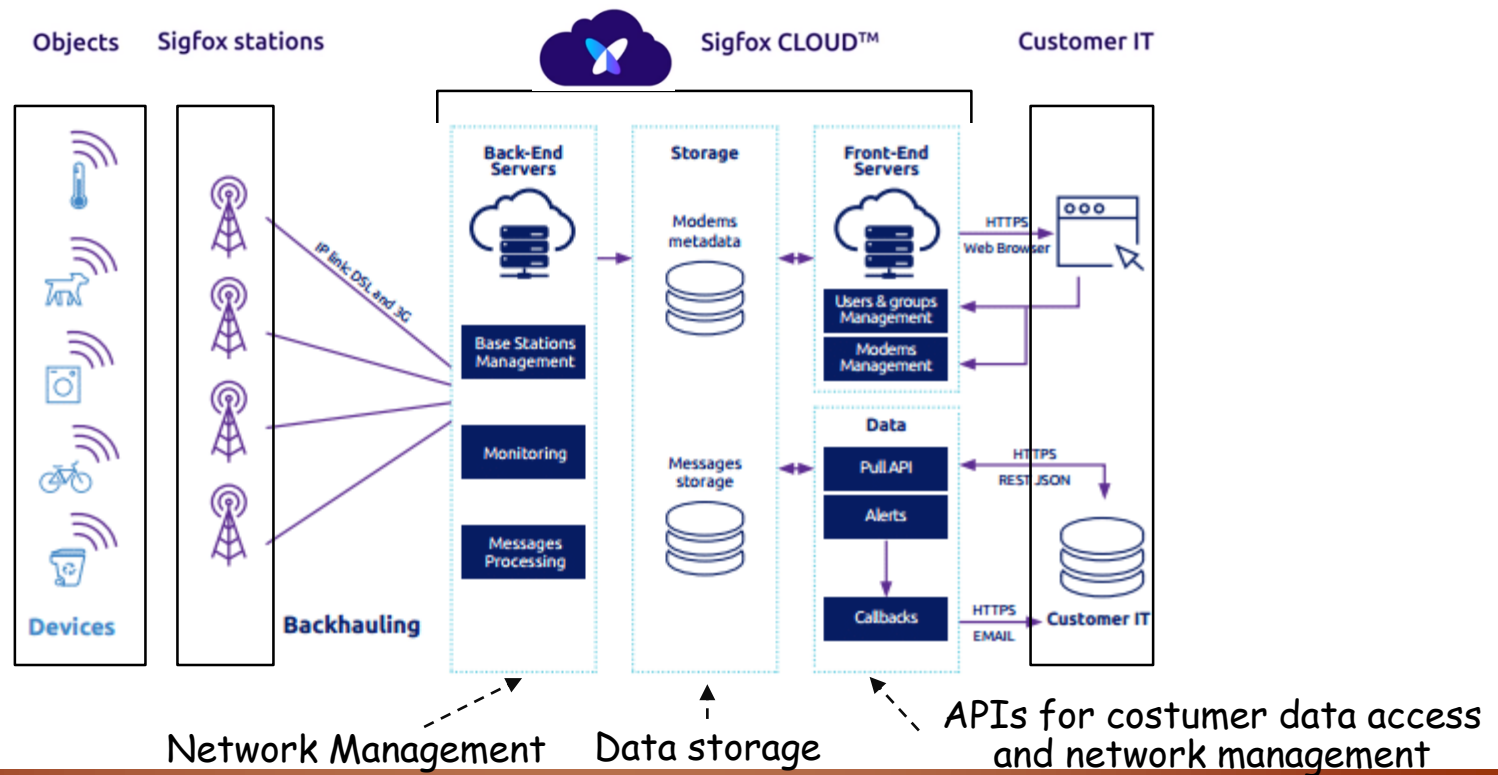 Objects
Sigfox stations
Sigfox CLOUD™
Customer IT
Devices
IP link: DSL and 3G
Backhauling
Back-End
Servers
Base Stations
Management
Monitoring
Messages
Processing
Storage
Modems
metadata
Messages
storage
Front-End
Servers
Users & groups
Management
Modems
Management
Data
Pull API
Alerts
Callbacks
HTTPS
Web Browser
HTTPS
REST JSON
HTTPS
EMAIL
Customer IT
Network Management
Data storage
APIs for costumer data access
and network management